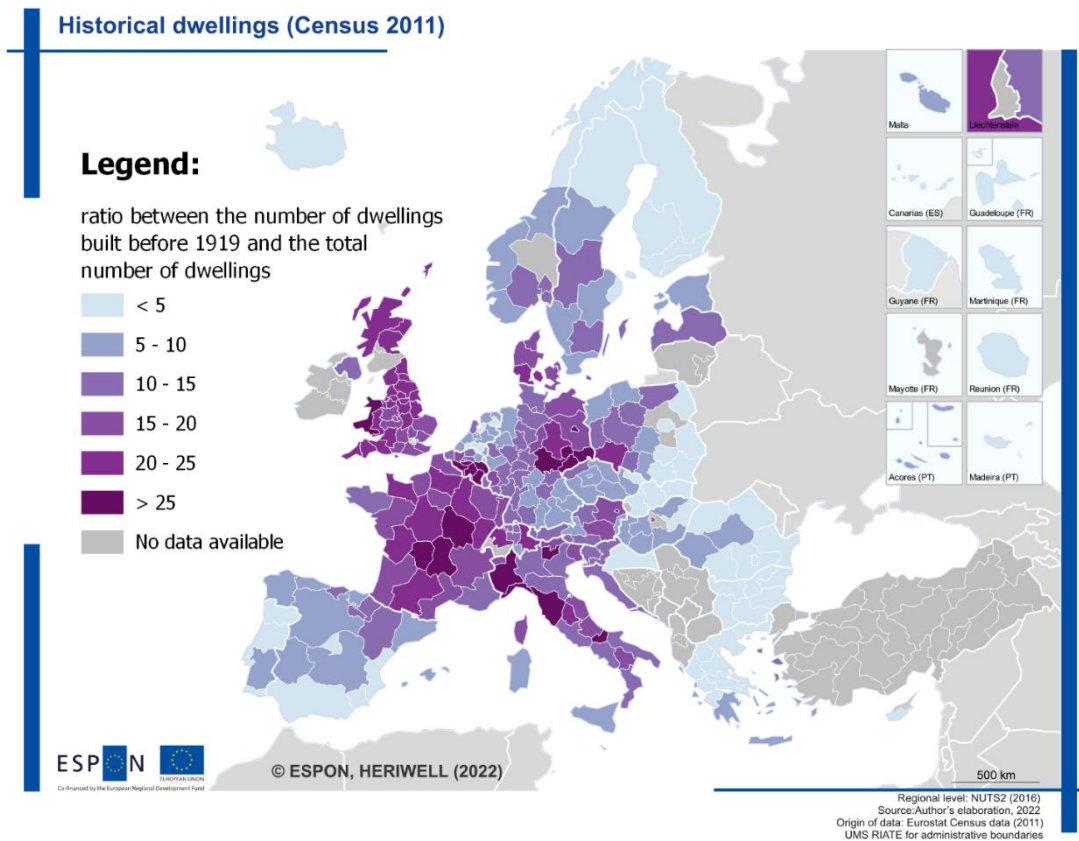 Historical dwellings (Census 2011)
Legend:
ratio between the number of dwellings
built before 1919 and the total
number of dwellings
< 5
5 - 10
10 - 15
15 - 20
20 - 25
> 25
No data available
Malta
Liechtenstein
Canarias (ES)
Guadeloupe (FR)
Guyane (FR)
Martinique (FR)
Mayotte (FR)
Reunion (FR)
Acores (PT)
Madeira (PT)
500 km
ESPON
EUROPEAN UNION
Co-financed by the European Regional Development Fund
© ESPON, HERIWELL (2022)
Regional level: NUTS2 (2016)
Source:Author's elaboration, 2022
Origin of data: Eurostat Census data (2011)
UMS RIATE for administrative boundaries